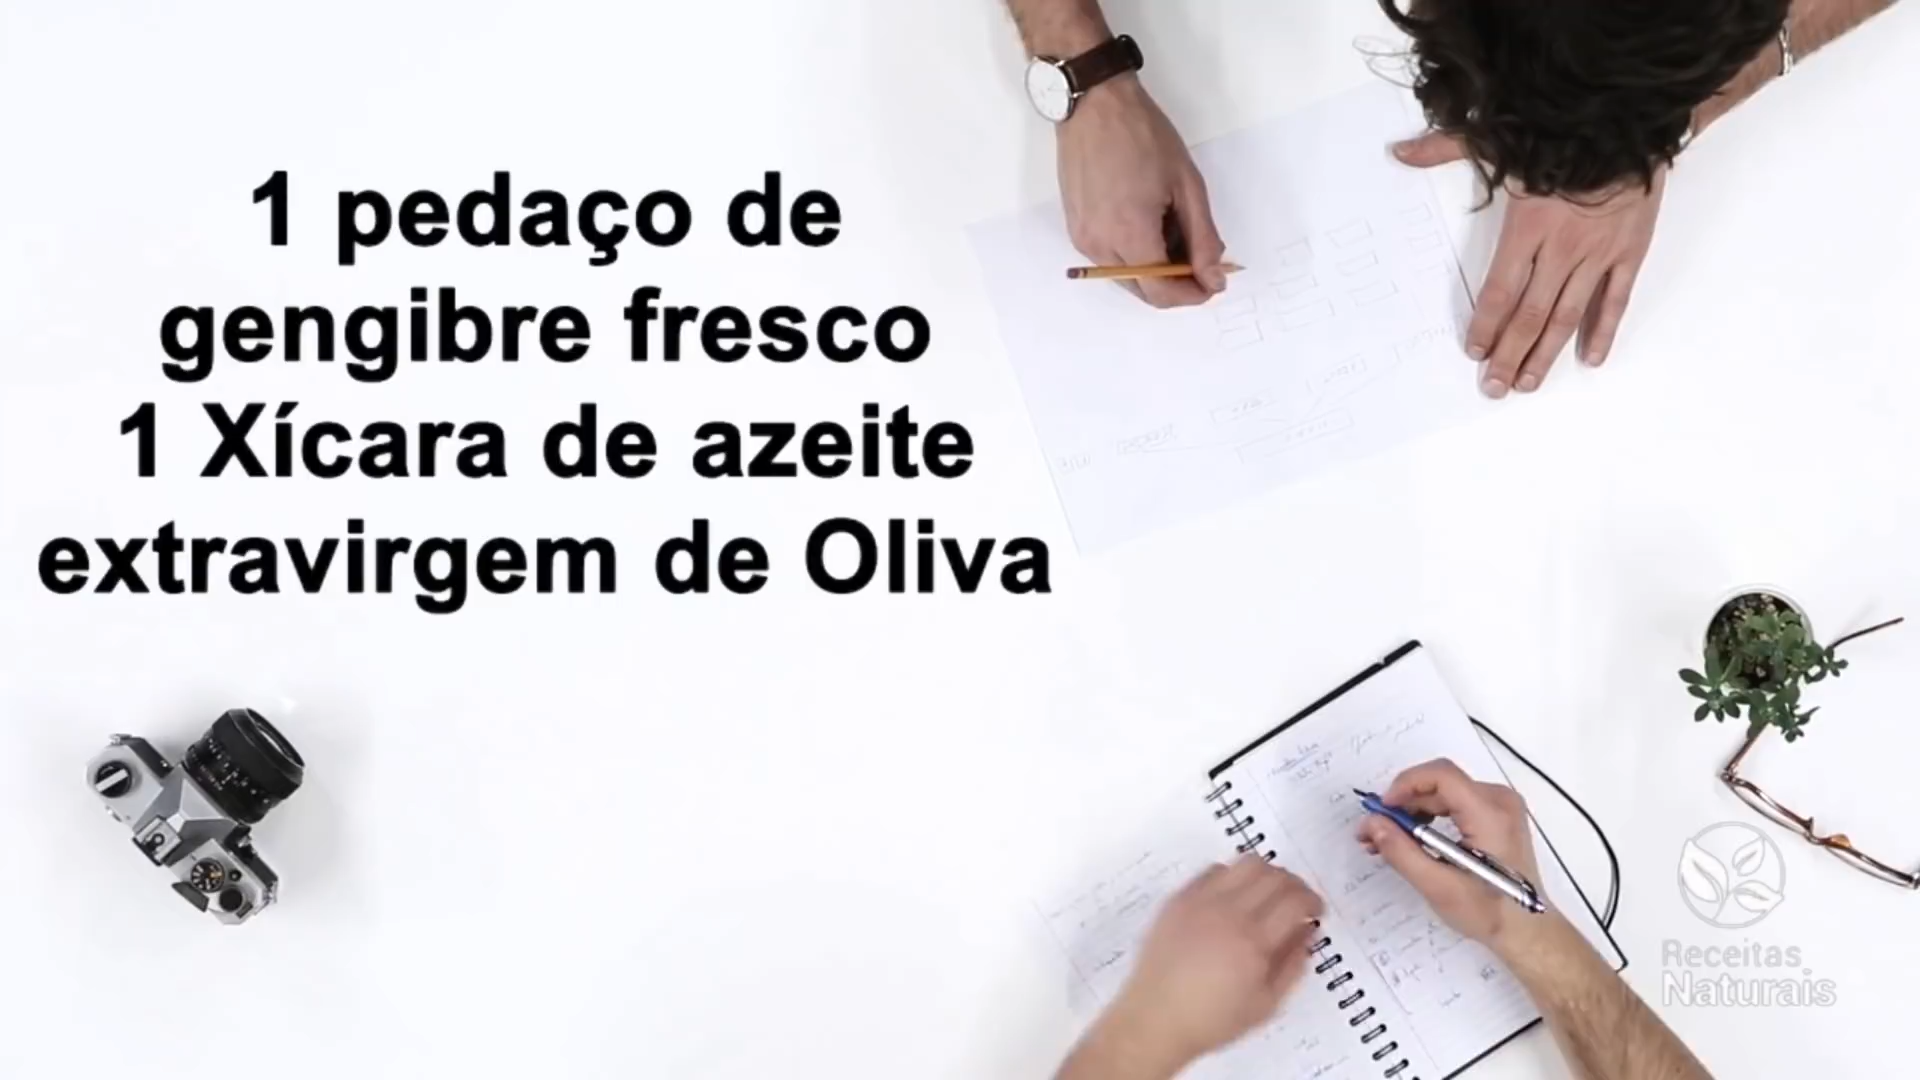 1 pedaço de
gengibre fresco
1 Xícara de azeite
extravirgem de Oliva
Receitas
Naturais